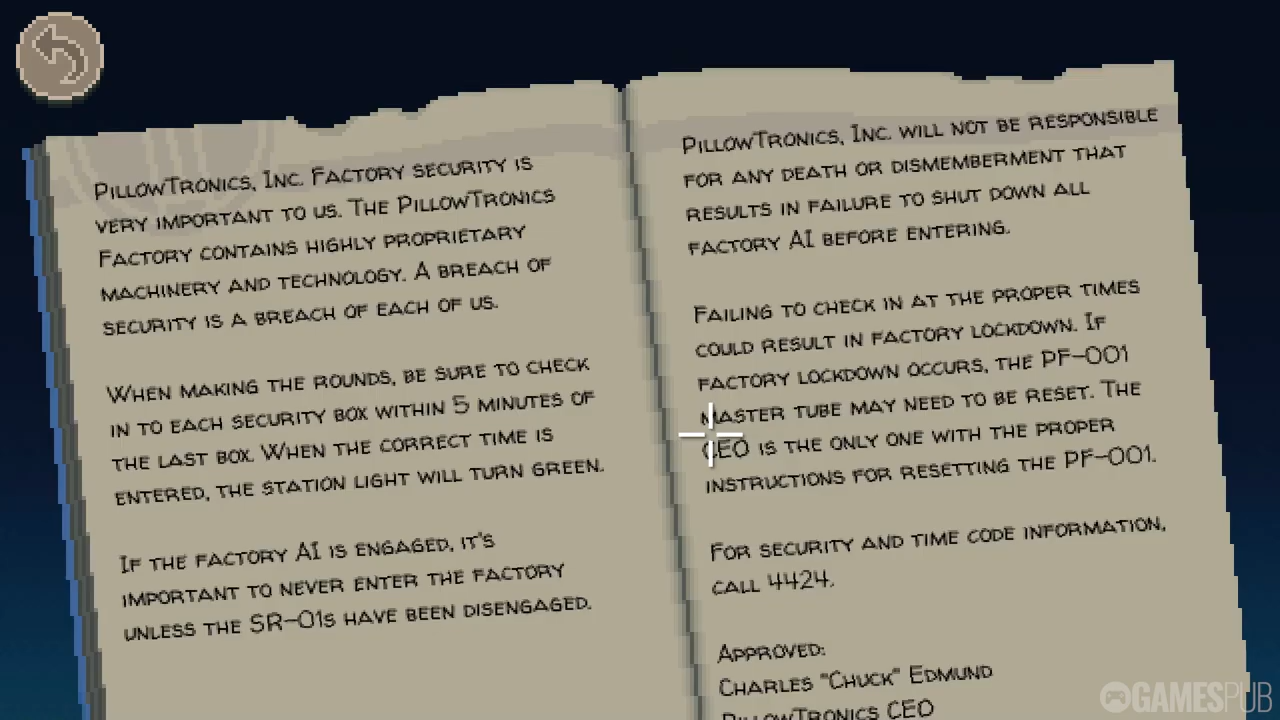 PillowTronics, Inc. Factory security is
very important to us. The PillowTronics
Factory contains highly proprietary
machinery and technology. A breach of
security is a breach of each of us.
When making the rounds, be sure to check
in to each security box within 5 minutes of
the last box. When the correct time is
entered, the station light will turn green.
If the factory AI is engaged, it's
important to never enter the factory
unless the SR-01s have been disengaged.
PillowTronics, Inc. will not be responsible
for any death or dismemberment that
results in failure to shut down all
factory AI before entering.
Failing to check in at the proper times
could result in factory lockdown. If
factory lockdown occurs, the PF-001
master tube may need to be reset. The
CEO is the only one with the proper
instructions for resetting the PF-001.
For security and time code information,
call 4424.
Approved:
Charles "Chuck" Edmund
PillowTronics CEO
GAMESPUB